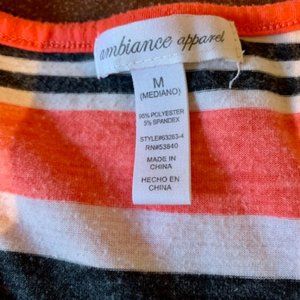 ambiance apparel
M
(MEDIANO)
95% POLYESTER
5% SPANDEX
STYLE#63263-4
RN#53840
MADE IN
CHINA
HECHO EN
CHINA